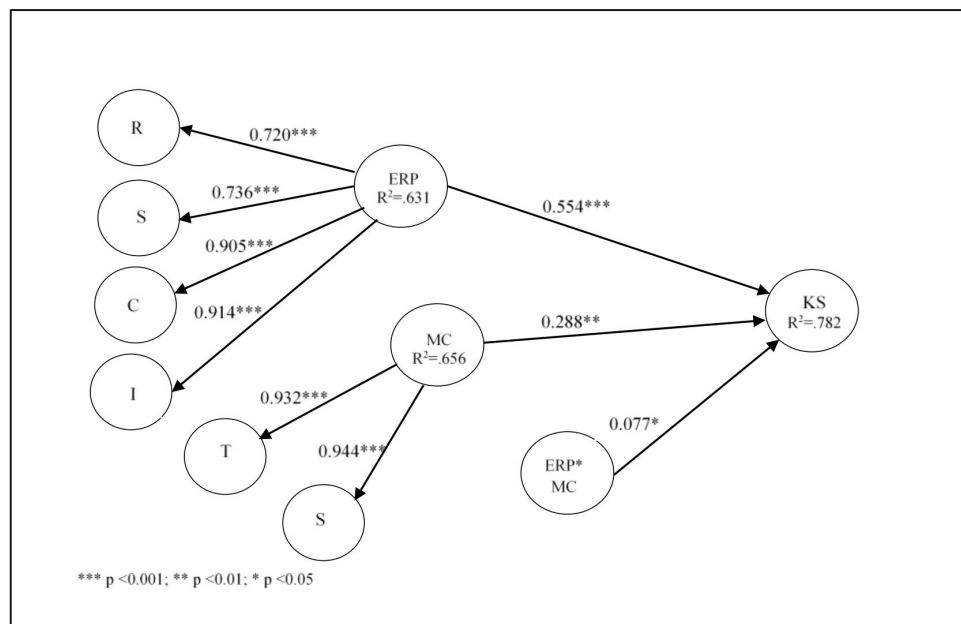 R
0.720***
ERP
R²=.631
0.736***
S
0.554***
0.905***
C
KS
R²=.782
0.914***
0.288**
MC
R²=.656
I
0.932***
0.077*
T
0.944***
ERP*
MC
S
*** p <0.001; ** p <0.01; * p <0.05